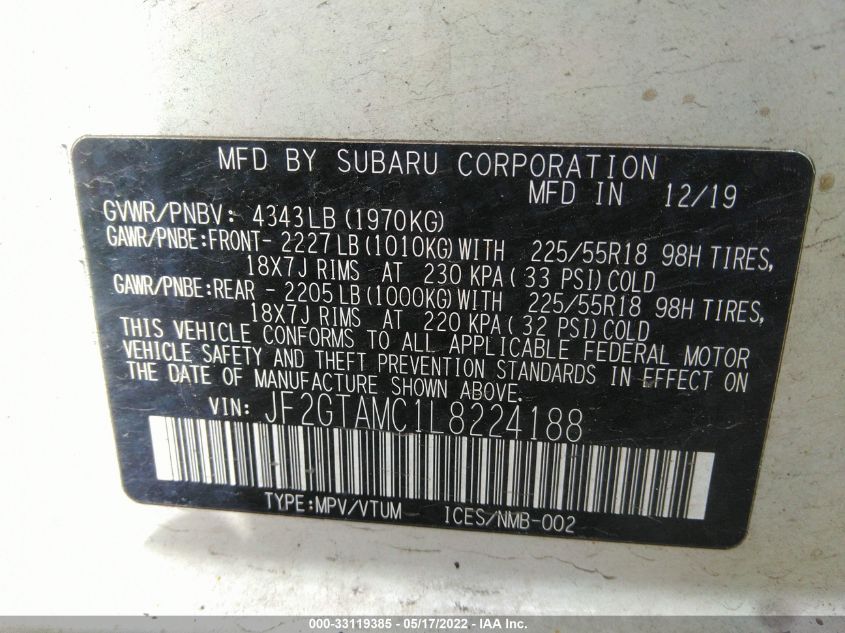 MFD BY SUBARU CORPORATION
MFD IN 12/19
GVWR/PNBV: 4343LB (1970KG)
GAWR/PNBE:FRONT- 2227LB (1010KG) WITH 225/55R18 98H TIRES,
18X7J RIMS AT 230 KPA( 33 PSI)COLD
GAWR/PNBE:REAR - 2205LB (1000KG) WITH 225/55R18 98H TIRES,
18X7J RIMS AT 220 KPA( 32 PSI)COLD
THIS VEHICLE CONFORMS TO ALL APPLICABLE FEDERAL MOTOR
VEHICLE SAFETY AND THEFT PREVENTION STANDARDS IN EFFECT ON
THE DATE OF MANUFACTURE SHOWN ABOVE.
VIN: JF2GTAMC1L8224188
TYPE:MPV/VTUM ICES/NMB-002
000-33119385 - 05/17/2022 - IAA Inc.